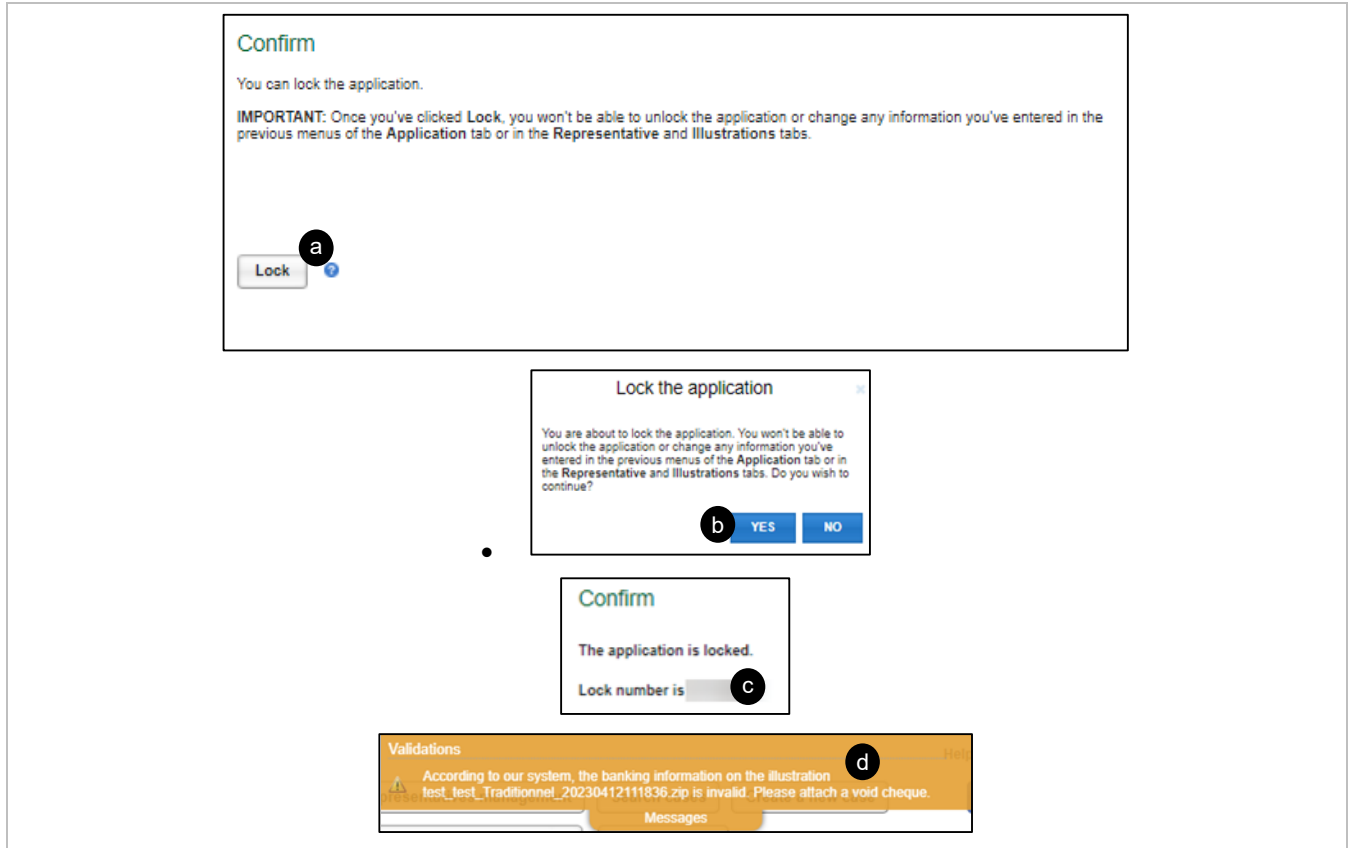 Confirm
You can lock the application.
IMPORTANT: Once you've clicked Lock, you won't be able to unlock the application or change any information you've entered in the
previous menus of the Application tab or in the Representative and Illustrations tabs.
a
Lock
?
Lock the application
×
You are about to lock the application. You won't be able to
unlock the application or change any information you've
entered in the previous menus of the Application tab or in
the Representative and Illustrations tabs. Do you wish to
continue?
b YES NO
Confirm
The application is locked.
Lock number is c
Validations d Help
According to our system, the banking information on the illustration
test_test_Traditionnel_20230412111836.zip is invalid. Please attach a void cheque.
Search cases Create a new case
Messages